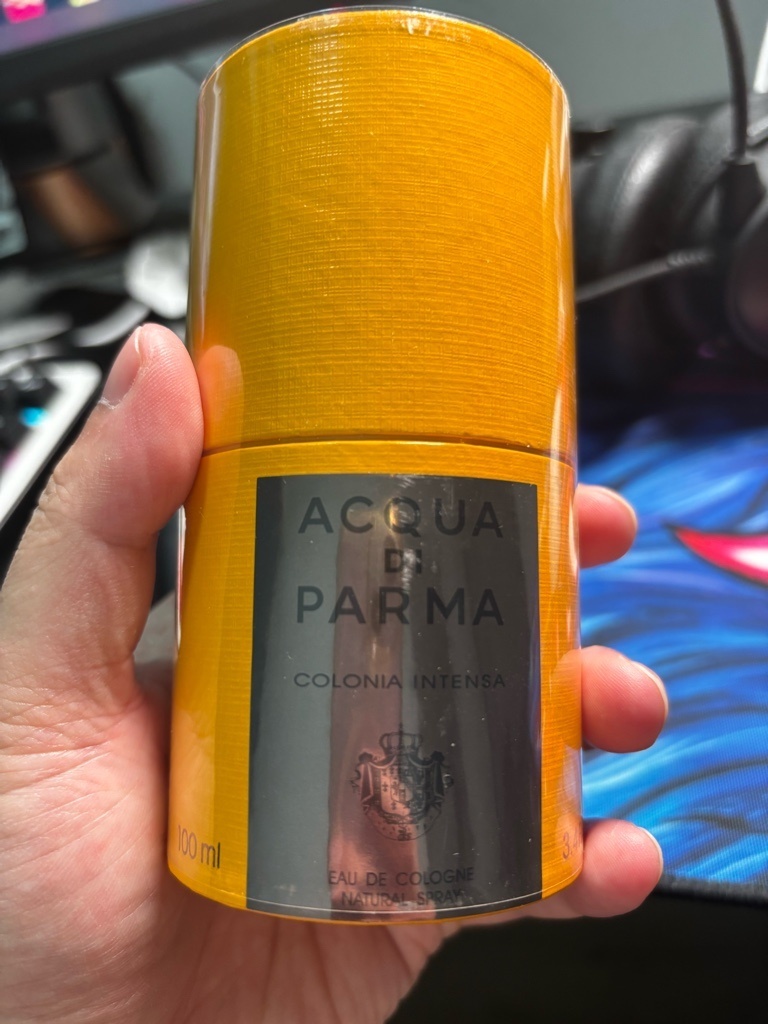 ACQUA
DI
PARMA
COLONIA INTENSA
100 ml
EAU DE COLOGNE
NATURAL SPRAY